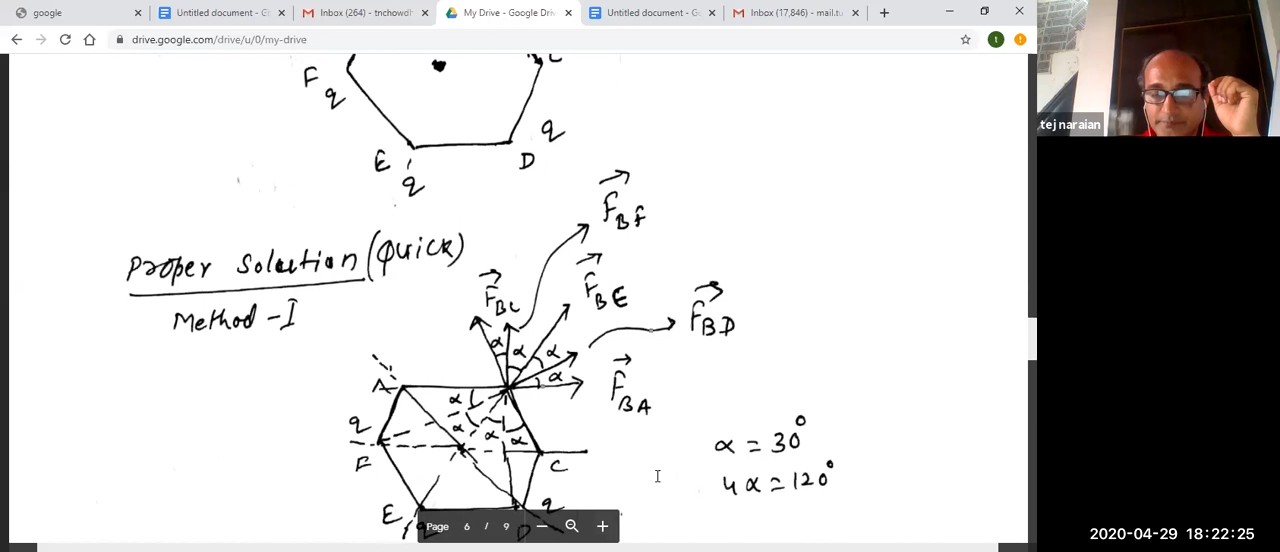 google
Untitled document - G
Inbox (264) - tnchowdh
My Drive - Google Driv
Untitled document - Go
Inbox (17,846) - mail.tu
drive.google.com/drive/u/0/my-drive
t
tej naraian
C
F
q
q
E
D
q
Proper Solution (Quick)
Method - I
F BF
F BC
F BE
F BD
F BA
α
α
α
α
A
α
α
α
α
q
F
C
E
q
D
q
α = 30°
4α = 120°
Page 6 / 9
2020-04-29 18:22:25